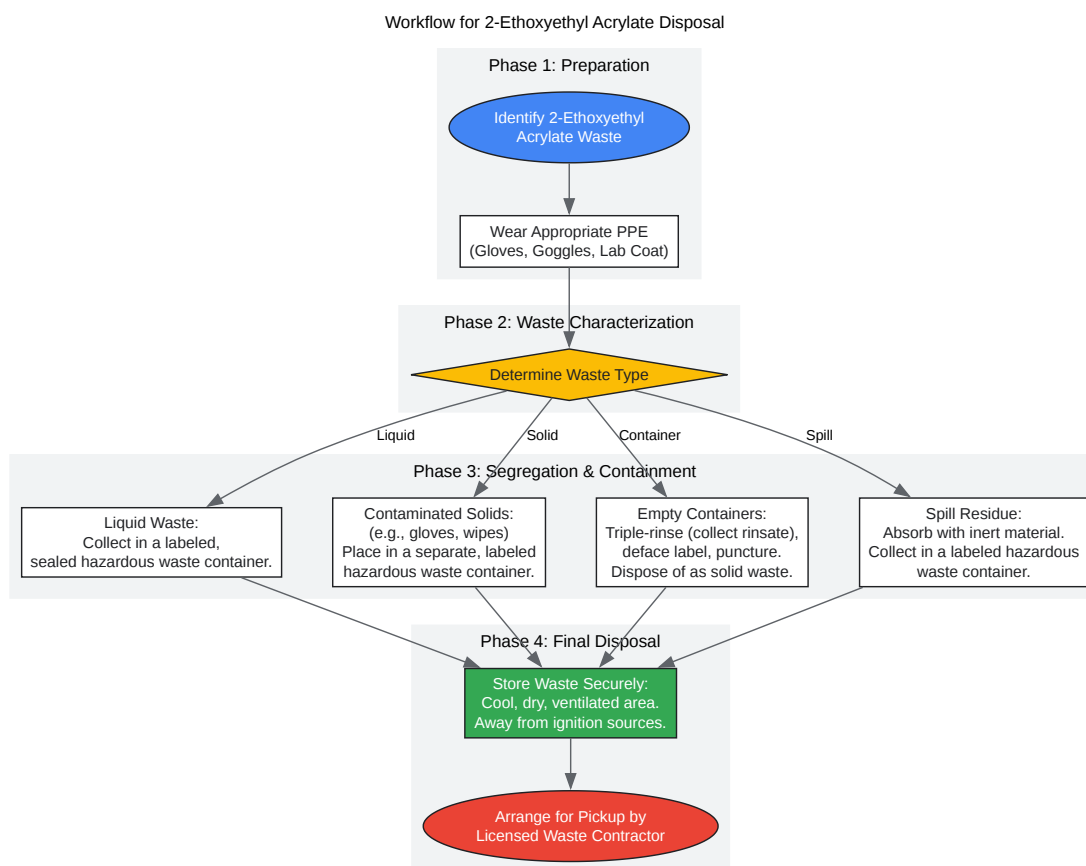 Workflow for 2-Ethoxyethyl Acrylate Disposal
Phase 1: Preparation
Identify 2-Ethoxyethyl
Acrylate Waste
Wear Appropriate PPE
(Gloves, Goggles, Lab Coat)
Phase 2: Waste Characterization
Determine Waste Type
Liquid
Solid
Container
Spill
Phase 3: Segregation & Containment
Liquid Waste:
Collect in a labeled,
sealed hazardous waste container.
Contaminated Solids:
(e.g., gloves, wipes)
Place in a separate, labeled
hazardous waste container.
Empty Containers:
Triple-rinse (collect rinsate),
deface label, puncture.
Dispose of as solid waste.
Spill Residue:
Absorb with inert material.
Collect in a labeled hazardous
waste container.
Phase 4: Final Disposal
Store Waste Securely:
Cool, dry, ventilated area.
Away from ignition sources.
Arrange for Pickup by
Licensed Waste Contractor